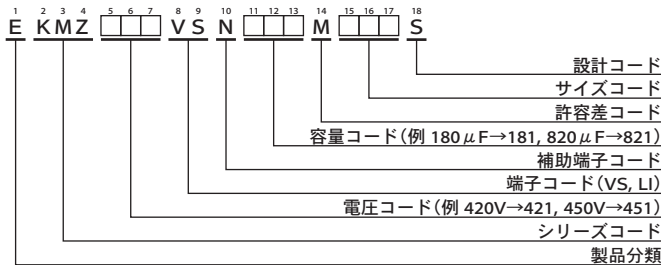 1 2 3 4 5 6 7 8 9 10 11 12 13 14 15 16 17 18
E KMZ □□□ VS N □□□ M □□□ S
設計コード
サイズコード
許容差コード
容量コード(例 180μF→181, 820μF→821)
補助端子コード
端子コード(VS, LI)
電圧コード(例 420V→421, 450V→451)
シリーズコード
製品分類